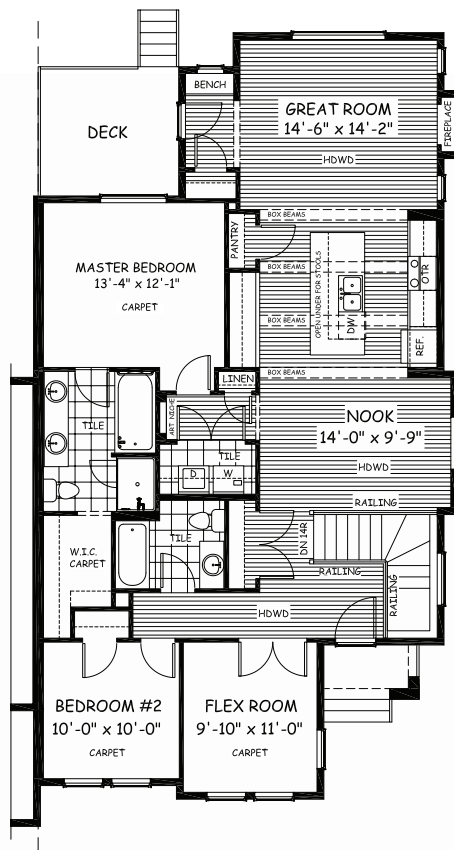 BENCH
GREAT ROOM
14'-6" x 14'-2"
HDWD
FIREPLACE
DECK
BOX BEAMS
PANTRY
BOX BEAMS
OPEN UNDER FOR STOOLS
DW
OTR
BOX BEAMS
REF.
BOX BEAMS
MASTER BEDROOM
13'-4" x 12'-1"
CARPET
LINEN
ART NICHE
NOOK
14'-0" x 9'-9"
HDWD
TILE
TILE
D
W
RAILING
DN 14R
RAILING
RAILING
TILE
W.I.C.
CARPET
HDWD
BEDROOM #2
10'-0" x 10'-0"
CARPET
FLEX ROOM
9'-10" x 11'-0"
CARPET